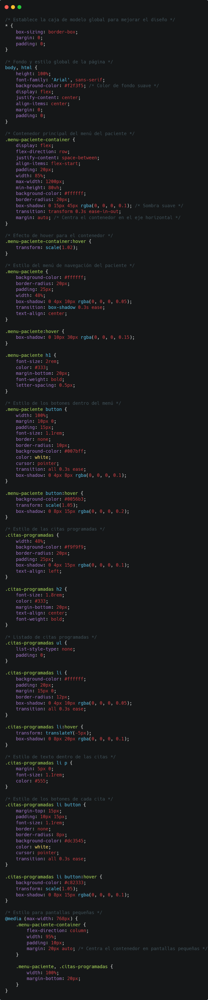 /* Establece la caja de modelo global para mejorar el diseño */
* {
    box-sizing: border-box;
    margin: 0;
    padding: 0;
}

/* Fondo y estilo global de la página */
body, html {
    height: 100%;
    font-family: 'Arial', sans-serif;
    background-color: #f2f3f5; /* Color de fondo suave */
    display: flex;
    justify-content: center;
    align-items: center;
    margin: 0;
    padding: 0;
}

/* Contenedor principal del menú del paciente */
.menu-paciente-container {
    display: flex;
    flex-direction: row;
    justify-content: space-between;
    align-items: flex-start;
    padding: 20px;
    width: 85%;
    max-width: 1200px;
    min-height: 80vh;
    background-color: #ffffff;
    border-radius: 20px;
    box-shadow: 0 15px 45px rgba(0, 0, 0, 0.1); /* Sombra suave */
    transition: transform 0.3s ease-in-out;
    margin: auto; /* Centra el contenedor en el eje horizontal */
}

/* Efecto de hover para el contenedor */
.menu-paciente-container:hover {
    transform: scale(1.02);
}

/* Estilo del menú de navegación del paciente */
.menu-paciente {
    background-color: #ffffff;
    border-radius: 20px;
    padding: 25px;
    width: 48%;
    box-shadow: 0 4px 10px rgba(0, 0, 0, 0.05);
    transition: box-shadow 0.3s ease;
    text-align: center;
}

.menu-paciente:hover {
    box-shadow: 0 10px 30px rgba(0, 0, 0, 0.15);
}

.menu-paciente h1 {
    font-size: 2rem;
    color: #333;
    margin-bottom: 20px;
    font-weight: bold;
    letter-spacing: 0.5px;
}

/* Estilo de los botones dentro del menú */
.menu-paciente button {
    width: 100%;
    margin: 10px 0;
    padding: 15px;
    font-size: 1.1rem;
    border: none;
    border-radius: 10px;
    background-color: #007bff;
    color: white;
    cursor: pointer;
    transition: all 0.3s ease;
    box-shadow: 0 4px 8px rgba(0, 0, 0, 0.1);
}

.menu-paciente button:hover {
    background-color: #0056b3;
    transform: scale(1.05);
    box-shadow: 0 8px 15px rgba(0, 0, 0, 0.2);
}

/* Estilo de las citas programadas */
.citas-programadas {
    width: 48%;
    background-color: #f9f9f9;
    border-radius: 20px;
    padding: 25px;
    box-shadow: 0 4px 15px rgba(0, 0, 0, 0.1);
    text-align: left;
}

.citas-programadas h2 {
    font-size: 1.8rem;
    color: #333;
    margin-bottom: 20px;
    text-align: center;
    font-weight: bold;
}

/* Listado de citas programadas */
.citas-programadas ul {
    list-style-type: none;
    padding: 0;
}

.citas-programadas li {
    background-color: #ffffff;
    padding: 20px;
    margin: 15px 0;
    border-radius: 12px;
    box-shadow: 0 4px 10px rgba(0, 0, 0, 0.05);
    transition: all 0.3s ease;
}

.citas-programadas li:hover {
    transform: translateY(-5px);
    box-shadow: 0 8px 20px rgba(0, 0, 0, 0.1);
}

/* Estilo de texto dentro de las citas */
.citas-programadas li p {
    margin: 5px 0;
    font-size: 1.1rem;
    color: #555;
}

/* Estilo de los botones de cada cita */
.citas-programadas li button {
    margin-top: 15px;
    padding: 10px 15px;
    font-size: 1.1rem;
    border: none;
    border-radius: 8px;
    background-color: #dc3545;
    color: white;
    cursor: pointer;
    transition: all 0.3s ease;
}

.citas-programadas li button:hover {
    background-color: #c82333;
    transform: scale(1.05);
    box-shadow: 0 8px 15px rgba(0, 0, 0, 0.1);
}

/* Estilo para pantallas pequeñas */
@media (max-width: 768px) {
    .menu-paciente-container {
        flex-direction: column;
        width: 95%;
        padding: 10px;
        margin: 20px auto; /* Centra el contenedor en pantallas pequeñas */
    }

    .menu-paciente, .citas-programadas {
        width: 100%;
        margin-bottom: 20px;
    }
}